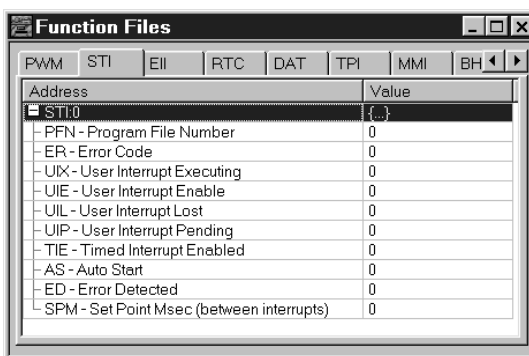 Function Files
PWM STI EII RTC DAT TPI MMI BH
Address Value
STI:0 {...}
PFN - Program File Number 0
ER - Error Code 0
UIX - User Interrupt Executing 0
UIE - User Interrupt Enable 0
UIL - User Interrupt Lost 0
UIP - User Interrupt Pending 0
TIE - Timed Interrupt Enabled 0
AS - Auto Start 0
ED - Error Detected 0
SPM - Set Point Msec (between interrupts) 0